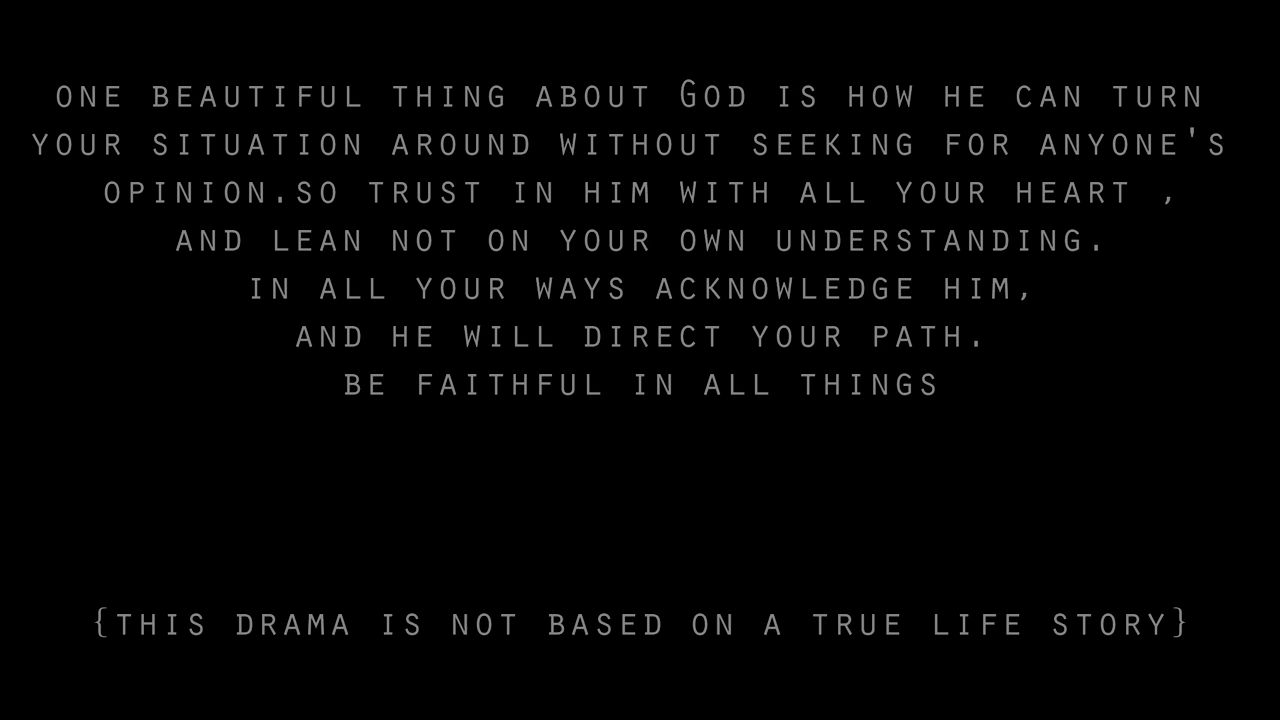 ONE BEAUTIFUL THING ABOUT GOD IS HOW HE CAN TURN
YOUR SITUATION AROUND WITHOUT SEEKING FOR ANYONE'S
OPINION.SO TRUST IN HIM WITH ALL YOUR HEART ,
AND LEAN NOT ON YOUR OWN UNDERSTANDING.
IN ALL YOUR WAYS ACKNOWLEDGE HIM,
AND HE WILL DIRECT YOUR PATH.
BE FAITHFUL IN ALL THINGS
{THIS DRAMA IS NOT BASED ON A TRUE LIFE STORY}